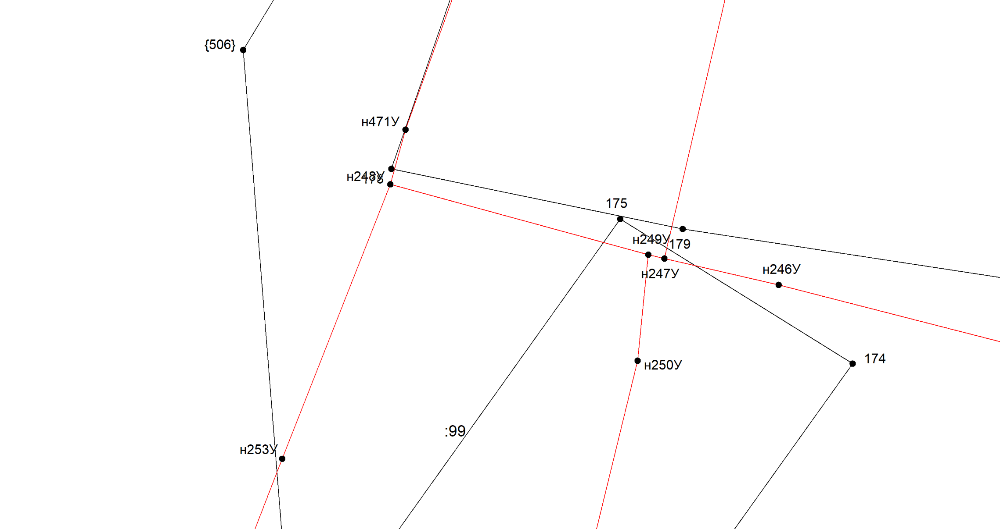 {506}
н471У
н248У
175
н249У
179
н247У
н246У
174
н250У
:99
н253У